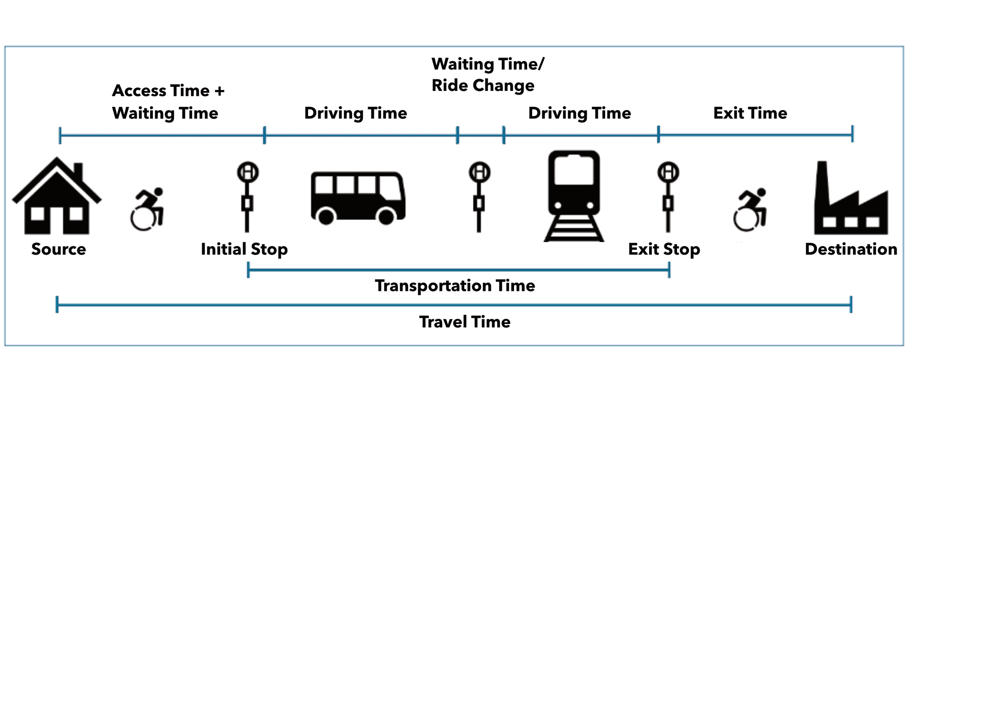 Waiting Time/
Ride Change
Access Time +
Waiting Time
Driving Time
Driving Time
Exit Time
H
H
H
Source
Initial Stop
Exit Stop
Destination
Transportation Time
Travel Time